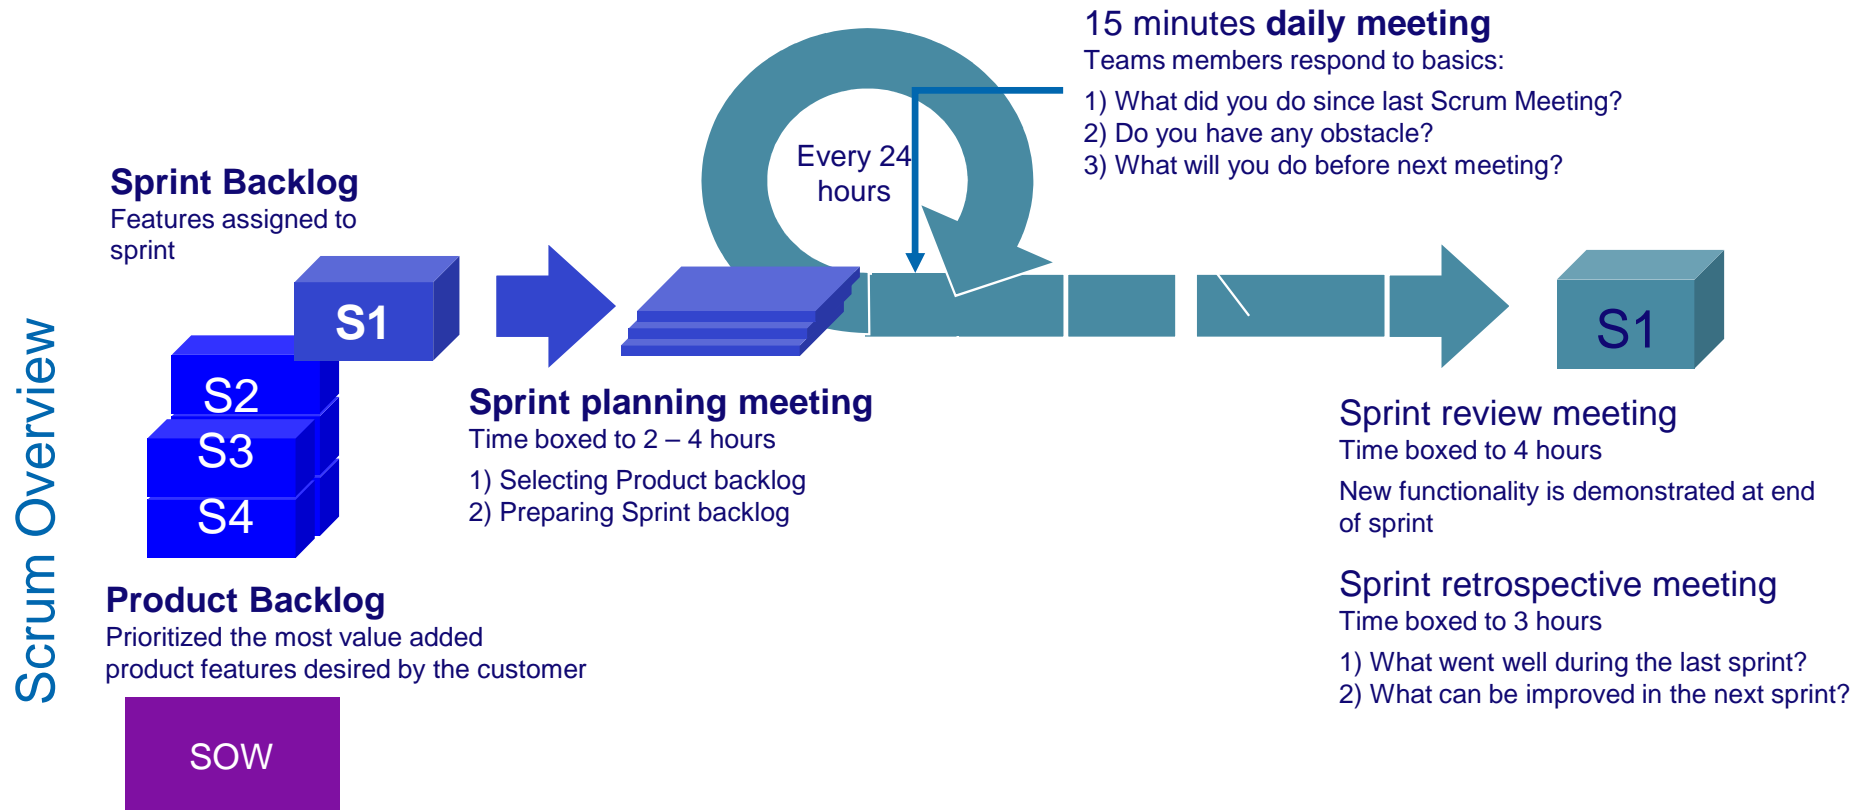 Scrum Overview
Sprint Backlog
Features assigned to
sprint
S1
S2
S3
S4
Product Backlog
Prioritized the most value added
product features desired by the customer
SOW
Sprint planning meeting
Time boxed to 2 – 4 hours
1) Selecting Product backlog
2) Preparing Sprint backlog
Every 24
hours
15 minutes daily meeting
Teams members respond to basics:
1) What did you do since last Scrum Meeting?
2) Do you have any obstacle?
3) What will you do before next meeting?
S1
Sprint review meeting
Time boxed to 4 hours
New functionality is demonstrated at end
of sprint
Sprint retrospective meeting
Time boxed to 3 hours
1) What went well during the last sprint?
2) What can be improved in the next sprint?